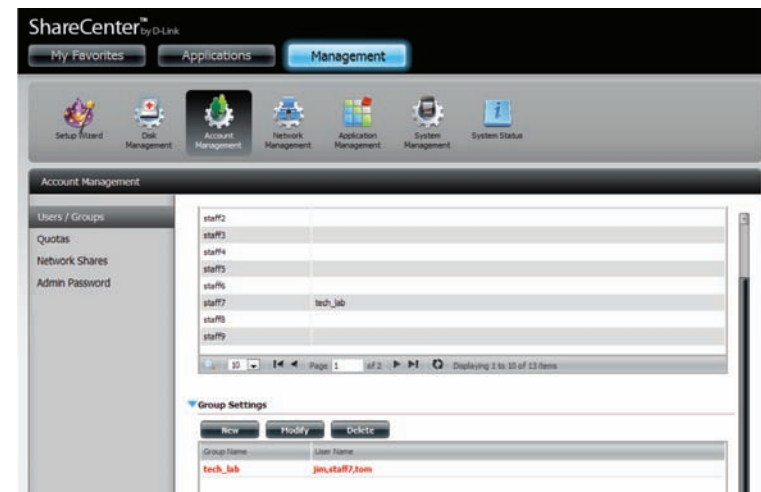 ShareCenter™ by D-Link
My Favorites Applications Management
Setup Wizard
Disk Management
Account Management
Network Management
Application Management
System Management
System Status
Account Management
Users / Groups
Quotas
Network Shares
Admin Password
staff2
staff3
staff4
staff5
staff6
staff7 tech_lab
staff8
staff9
10 Page 1 of 2 Displaying 1 to 10 of 13 items
Group Settings
New Modify Delete
Group Name User Name
tech_lab jim,staff7,tom